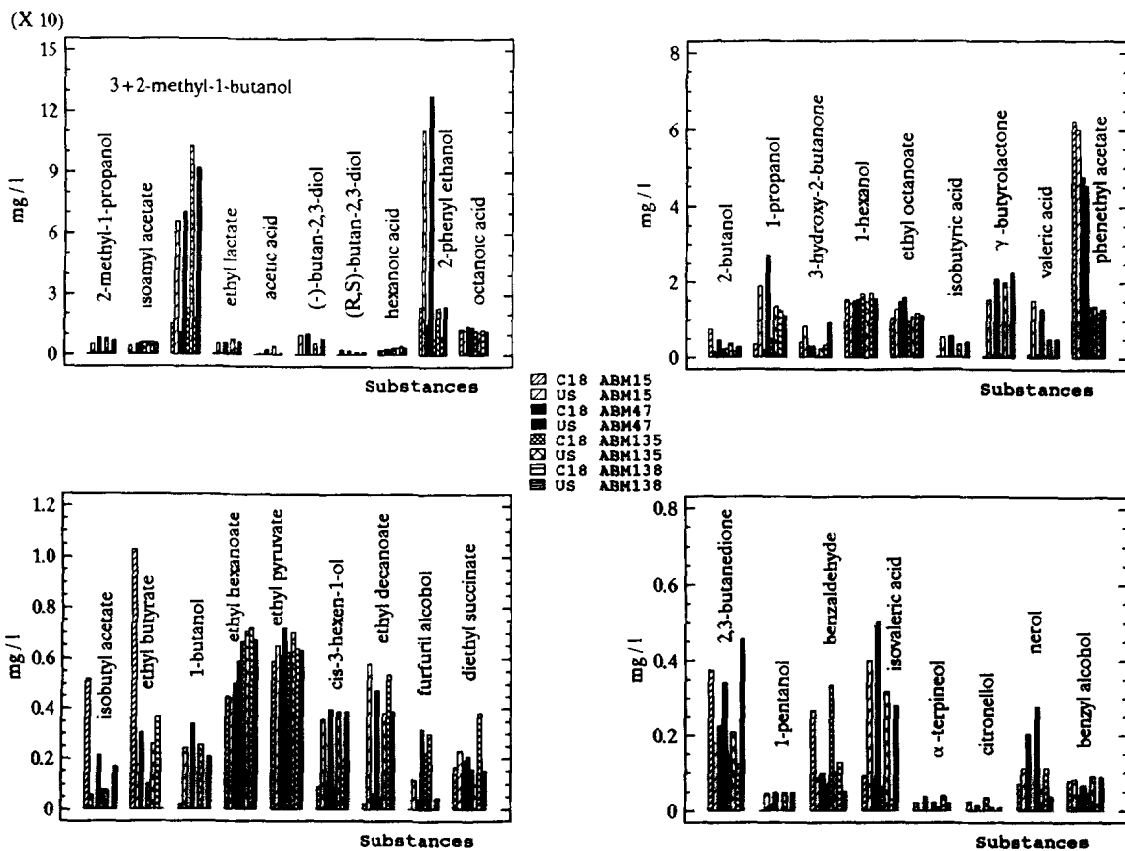 (X 10)
15
12
9
6
3
0
mg / l
3+2-methyl-1-butanol
2-methyl-1-propanol
isoamyl acetate
ethyl lactate
acetic acid
(-)-butan-2,3-diol
(R,S)-butan-2,3-diol
hexanoic acid
2-phenyl ethanol
octanoic acid
Substances
8
6
4
2
0
mg / l
2-butanol
1-propanol
3-hydroxy-2-butanone
1-hexanol
ethyl octanoate
isobutyric acid
γ -butyrolactone
valeric acid
phenethyl acetate
Substances
C18 ABM15
US ABM15
C18 ABM47
US ABM47
C18 ABM135
US ABM135
C18 ABM138
US ABM138
1.2
1.0
0.8
0.6
0.4
0.2
0
mg / l
isobutyl acetate
ethyl butyrate
1-butanol
ethyl hexanoate
ethyl pyruvate
cis-3-hexen-1-ol
ethyl decanoate
furfuril alcohol
diethyl succinate
Substances
0.8
0.6
0.4
0.2
0
mg / l
2,3-butanedione
1-pentanol
benzaldehyde
isovaleric acid
α -terpineol
citronellol
nerol
benzyl alcohol
Substances